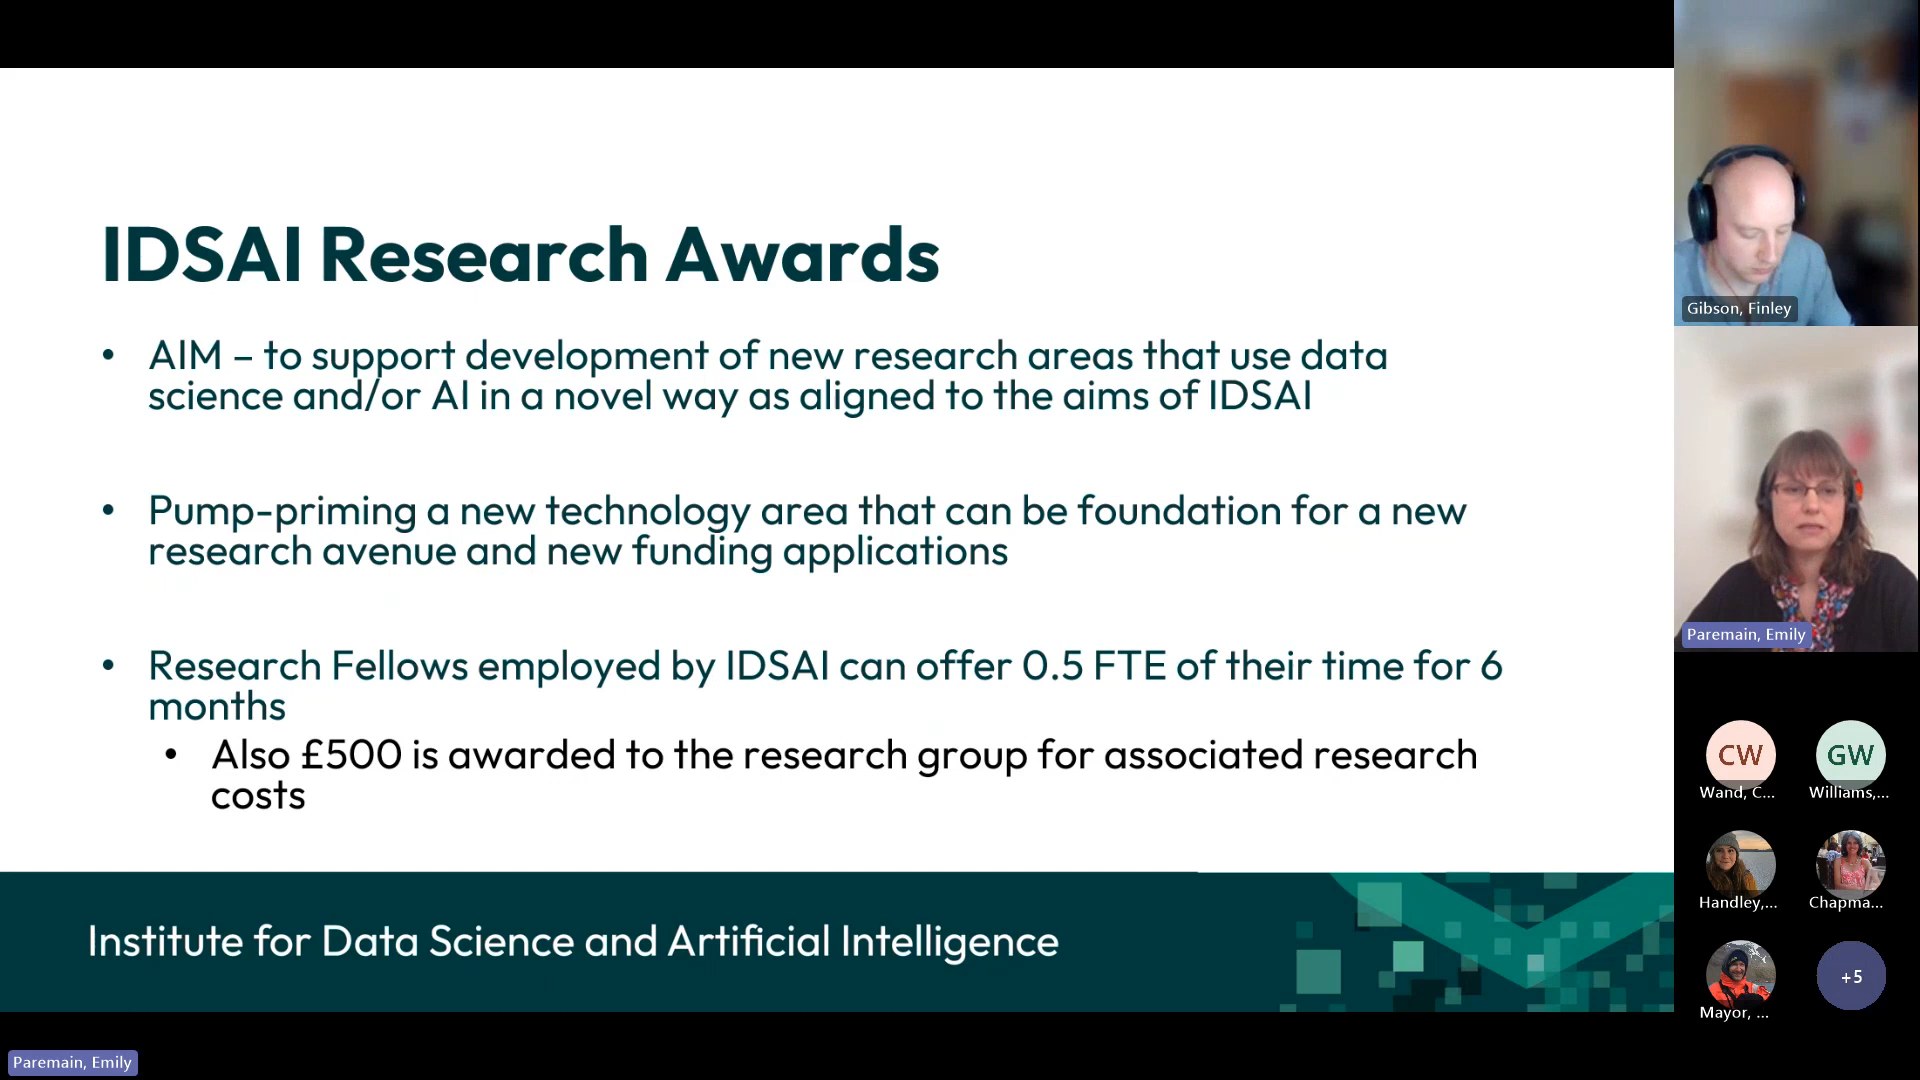 IDSAI Research Awards
• AIM – to support development of new research areas that use data
science and/or AI in a novel way as aligned to the aims of IDSAI
• Pump-priming a new technology area that can be foundation for a new
research avenue and new funding applications
• Research Fellows employed by IDSAI can offer 0.5 FTE of their time for 6
months
• Also £500 is awarded to the research group for associated research
costs
Institute for Data Science and Artificial Intelligence
Paremain, Emily
Gibson, Finley
Paremain, Emily
CW
GW
Wand, C...
Williams,...
Handley,...
Chapma...
+5
Mayor, ...